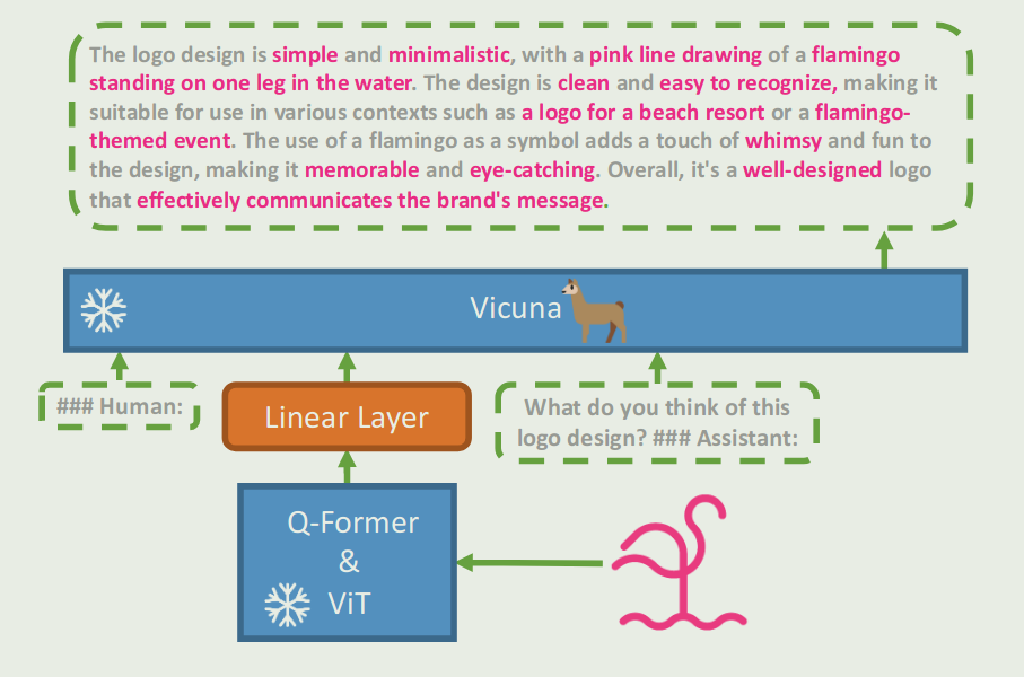 The logo design is simple and minimalistic, with a pink line drawing of a flamingo
standing on one leg in the water. The design is clean and easy to recognize, making it
suitable for use in various contexts such as a logo for a beach resort or a flamingo-
themed event. The use of a flamingo as a symbol adds a touch of whimsy and fun to
the design, making it memorable and eye-catching. Overall, it's a well-designed logo
that effectively communicates the brand's message.
Vicuna
### Human:
Linear Layer
What do you think of this
logo design? ### Assistant:
Q-Former
&
ViT